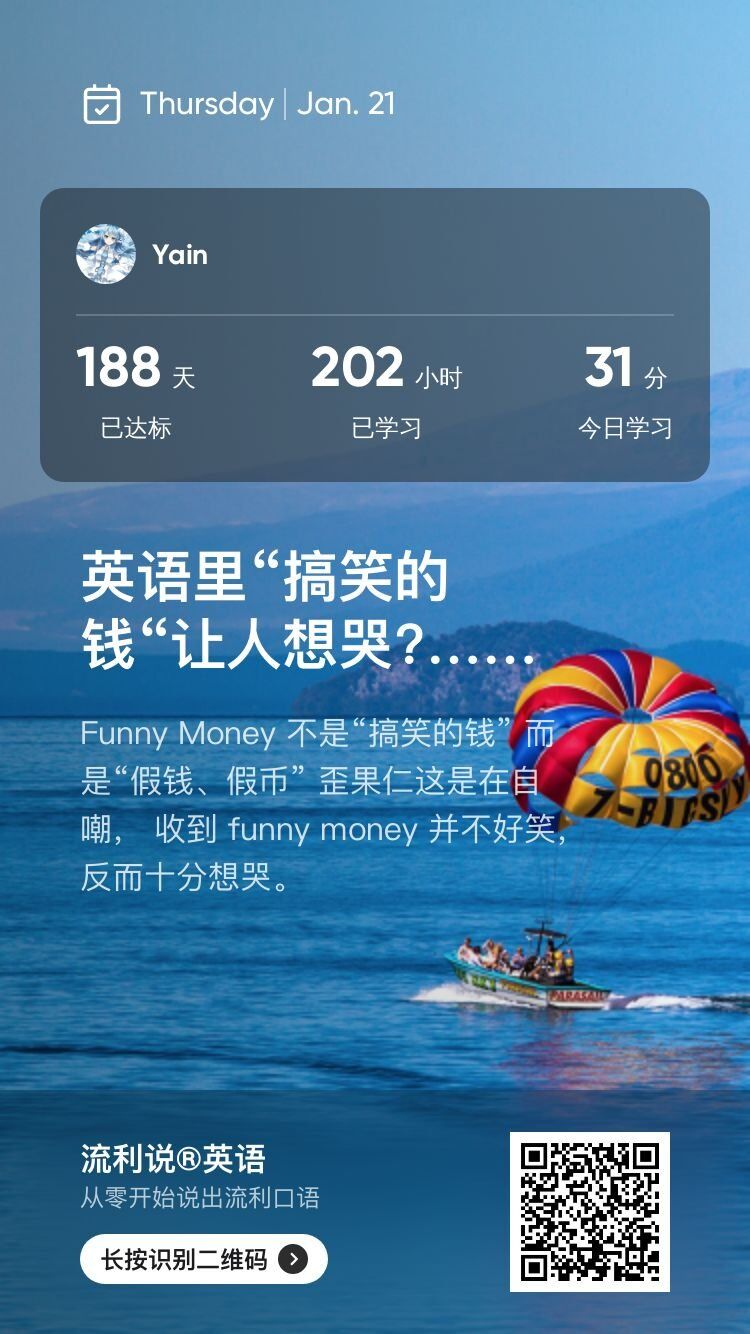 Thursday | Jan. 21
Yain
188 天 202 小时 31 分
已达标 已学习 今日学习
英语里“搞笑的
钱“让人想哭?......
Funny Money 不是“搞笑的钱” 而
是“假钱、假币” 歪果仁这是在自
嘲， 收到 funny money 并不好笑，
反而十分想哭。
0800
7-BIGSKY
PARASAIL
流利说®英语
从零开始说出流利口语
长按识别二维码